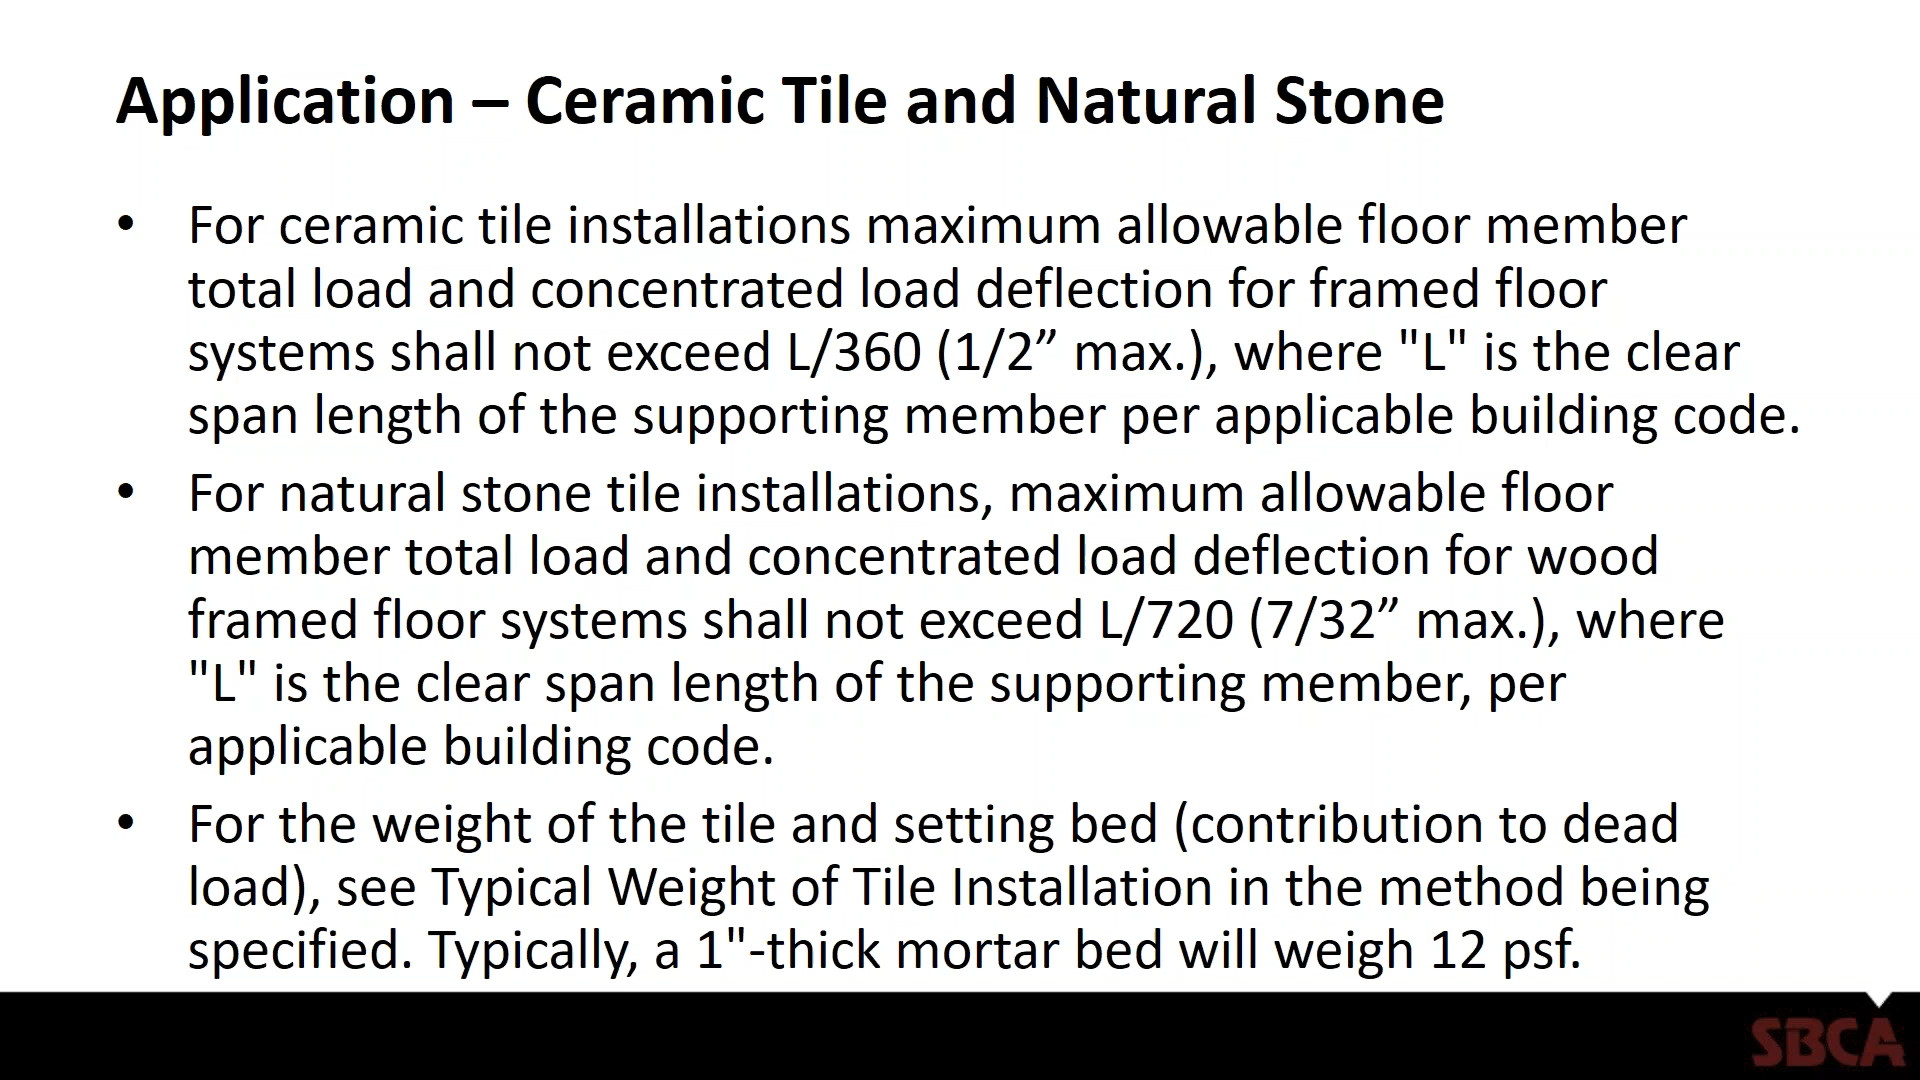 Application – Ceramic Tile and Natural Stone
• For ceramic tile installations maximum allowable floor member
total load and concentrated load deflection for framed floor
systems shall not exceed L/360 (1/2” max.), where "L" is the clear
span length of the supporting member per applicable building code.
• For natural stone tile installations, maximum allowable floor
member total load and concentrated load deflection for wood
framed floor systems shall not exceed L/720 (7/32” max.), where
"L" is the clear span length of the supporting member, per
applicable building code.
• For the weight of the tile and setting bed (contribution to dead
load), see Typical Weight of Tile Installation in the method being
specified. Typically, a 1"-thick mortar bed will weigh 12 psf.
SBCA